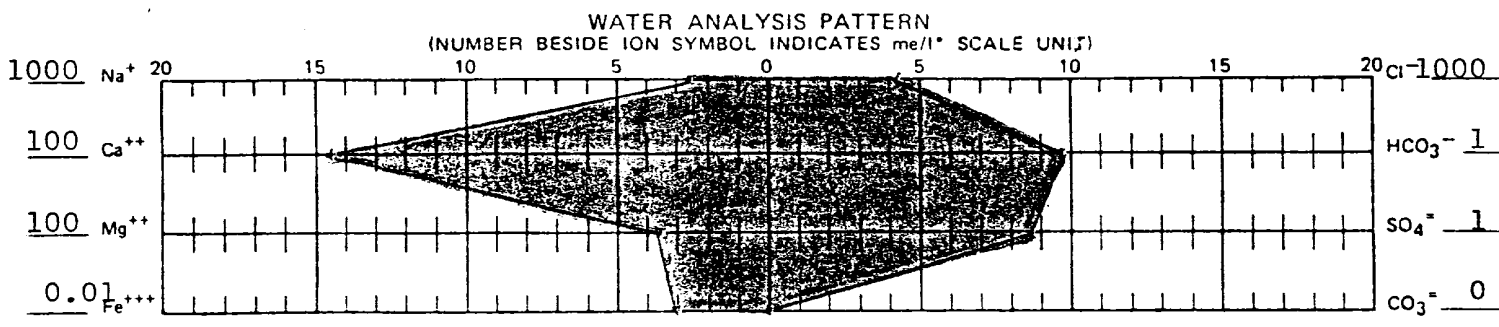 WATER ANALYSIS PATTERN
(NUMBER BESIDE ION SYMBOL INDICATES me/l* SCALE UNIT)
1000 Na+ 20 15 10 5 0 5 10 15 20 Cl- 1000
100 Ca++ HCO3- 1
100 Mg++ SO4= 1
0.01 Fe+++ CO3= 0